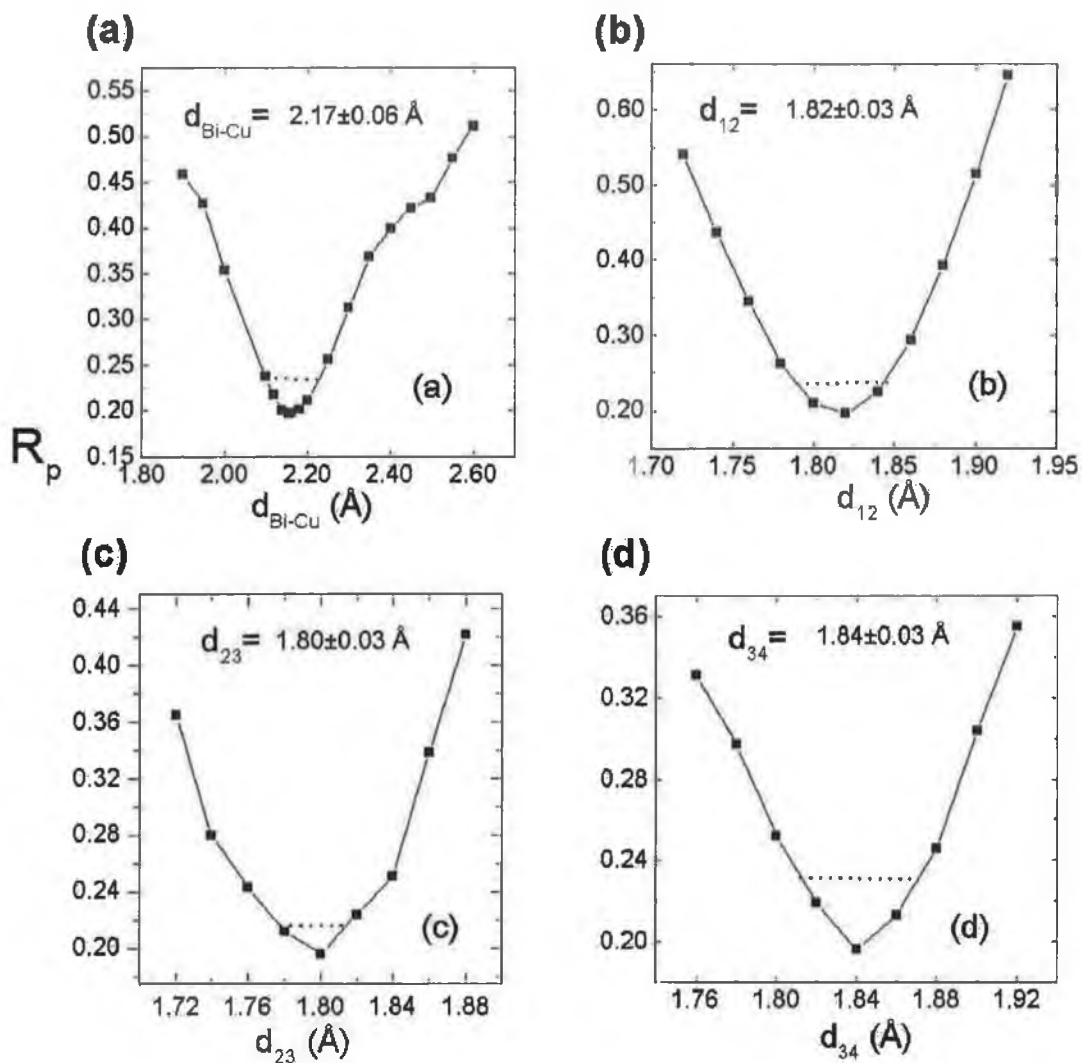 (a)
0.55
0.50
0.45
0.40
0.35
0.30
0.25
0.20
0.15
d_Bi-Cu = 2.17±0.06 Å
(a)
1.80 2.00 2.20 2.40 2.60
d_Bi-Cu (Å)
R_p
(b)
0.60
0.50
0.40
0.30
0.20
d_12 = 1.82±0.03 Å
(b)
1.70 1.75 1.80 1.85 1.90 1.95
d_12 (Å)
(c)
0.44
0.40
0.36
0.32
0.28
0.24
0.20
d_23 = 1.80±0.03 Å
(c)
1.72 1.76 1.80 1.84 1.88
d_23 (Å)
(d)
0.36
0.32
0.28
0.24
0.20
d_34 = 1.84±0.03 Å
(d)
1.76 1.80 1.84 1.88 1.92
d_34 (Å)